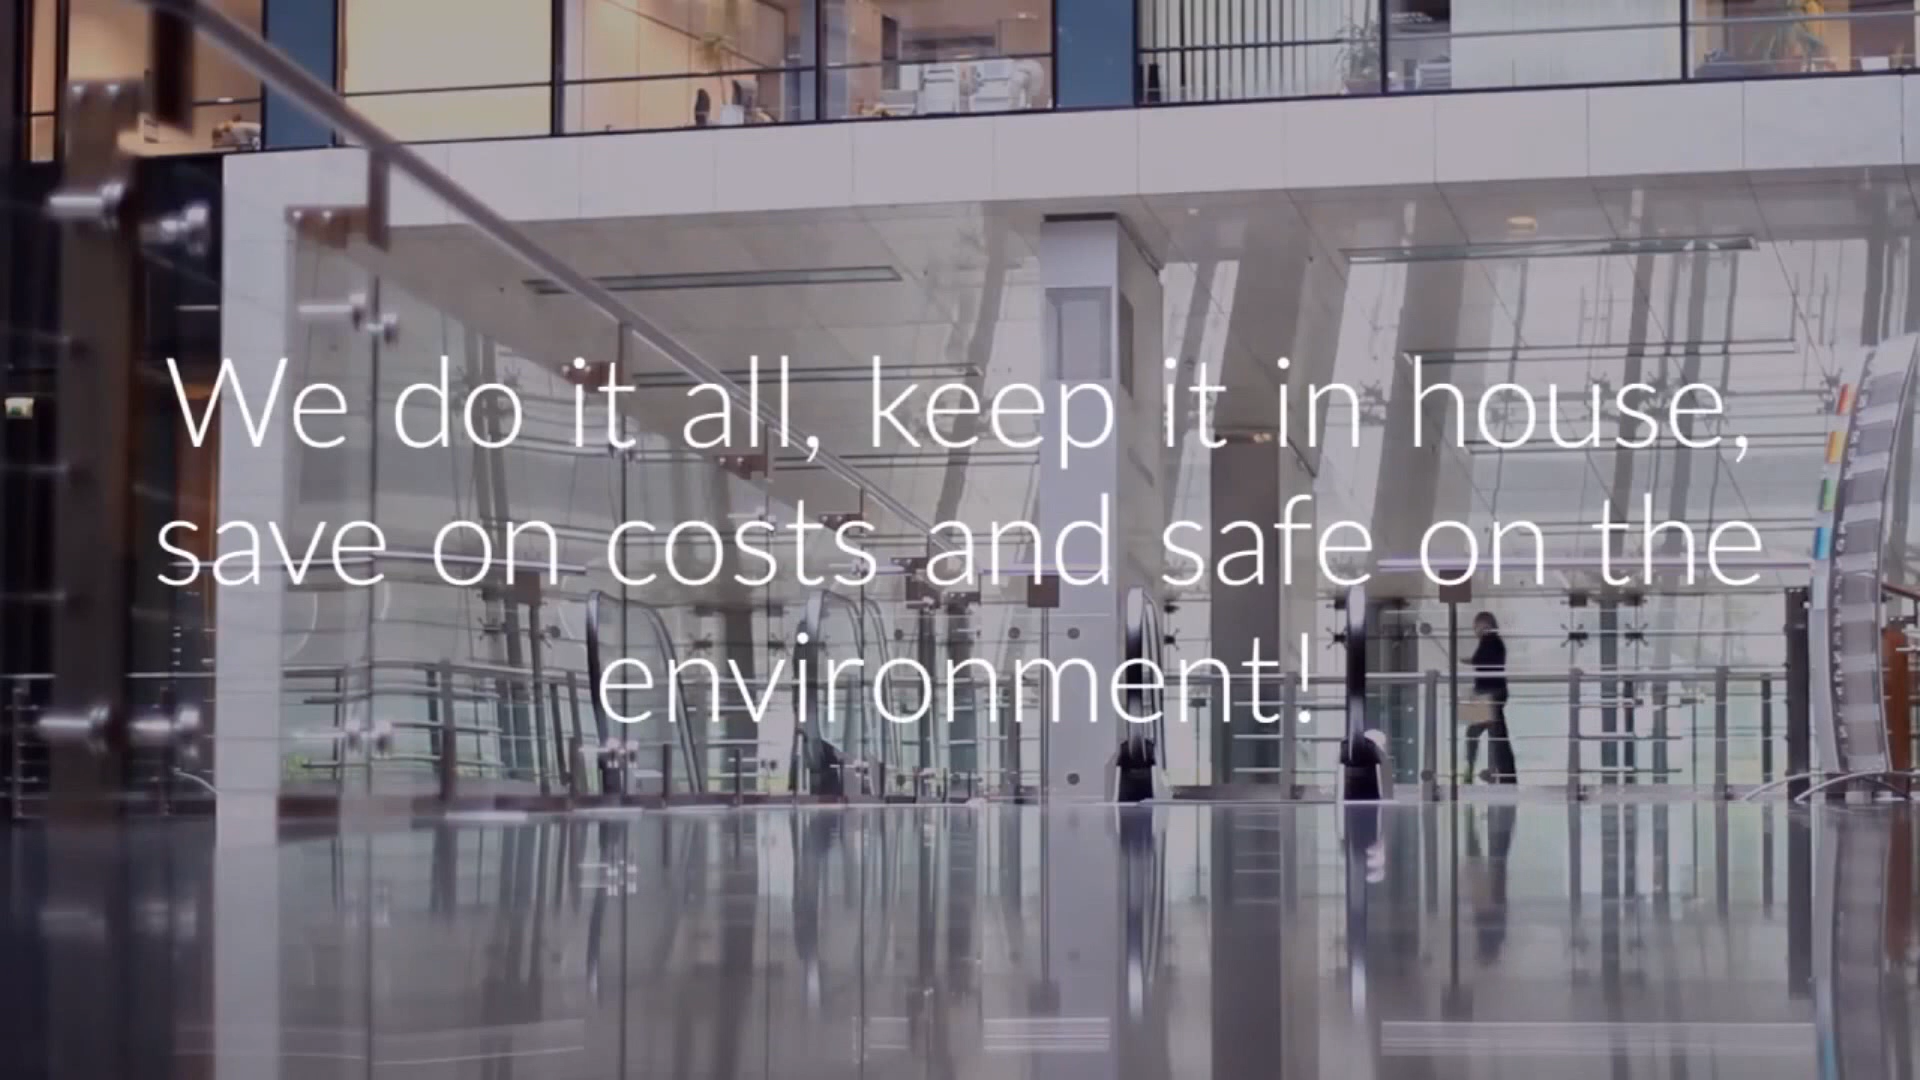 We do it all, keep it in house,
save on costs and safe on the
environment!